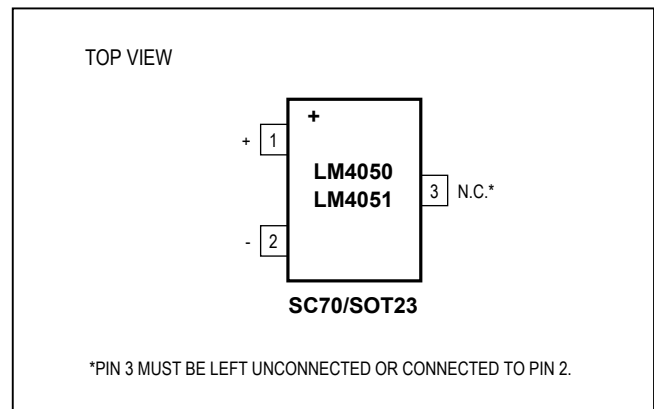 TOP VIEW
+
+ 1
LM4050
LM4051
3 N.C.*
- 2
SC70/SOT23
*PIN 3 MUST BE LEFT UNCONNECTED OR CONNECTED TO PIN 2.